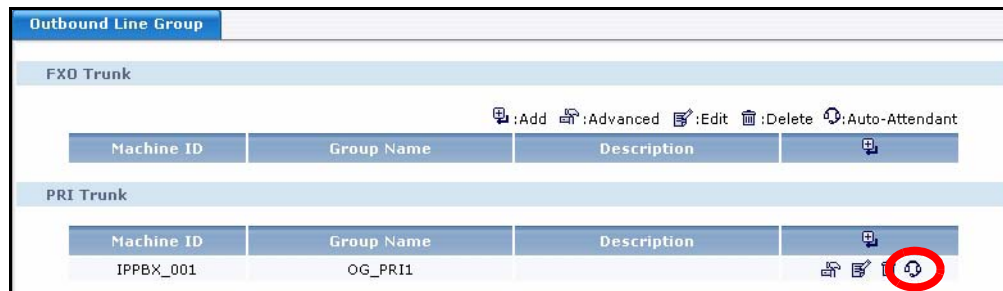 Outbound Line Group
FXO Trunk
:Add :Advanced :Edit :Delete :Auto-Attendant
Machine ID Group Name Description
PRI Trunk
Machine ID Group Name Description
IPPBX_001 OG_PRI1